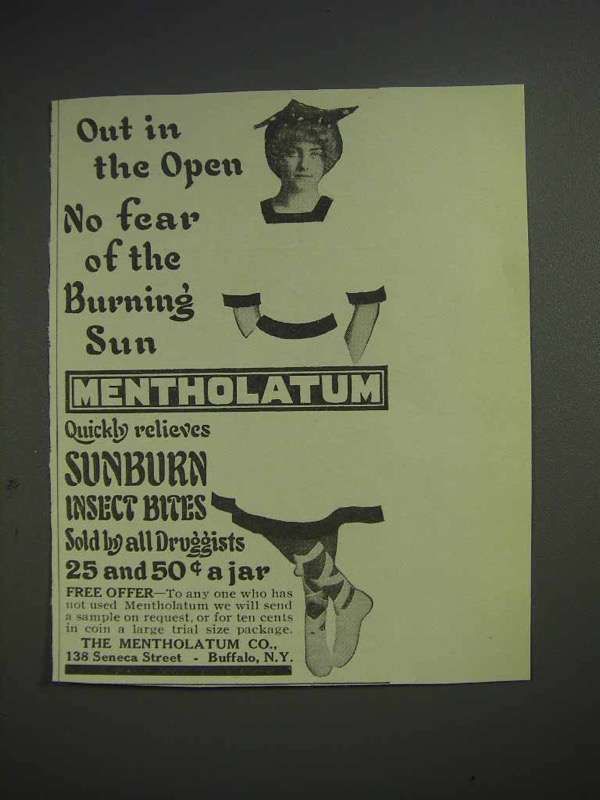 Out in
the Open
No fear
of the
Burning
Sun
MENTHOLATUM
Quickly relieves
SUNBURN
INSECT BITES
Sold by all Druggists
25 and 50¢ a jar
FREE OFFER—To any one who has
not used Mentholatum we will send
a sample on request, or for ten cents
in coin a large trial size package.
THE MENTHOLATUM CO.,
138 Seneca Street - Buffalo, N.Y.